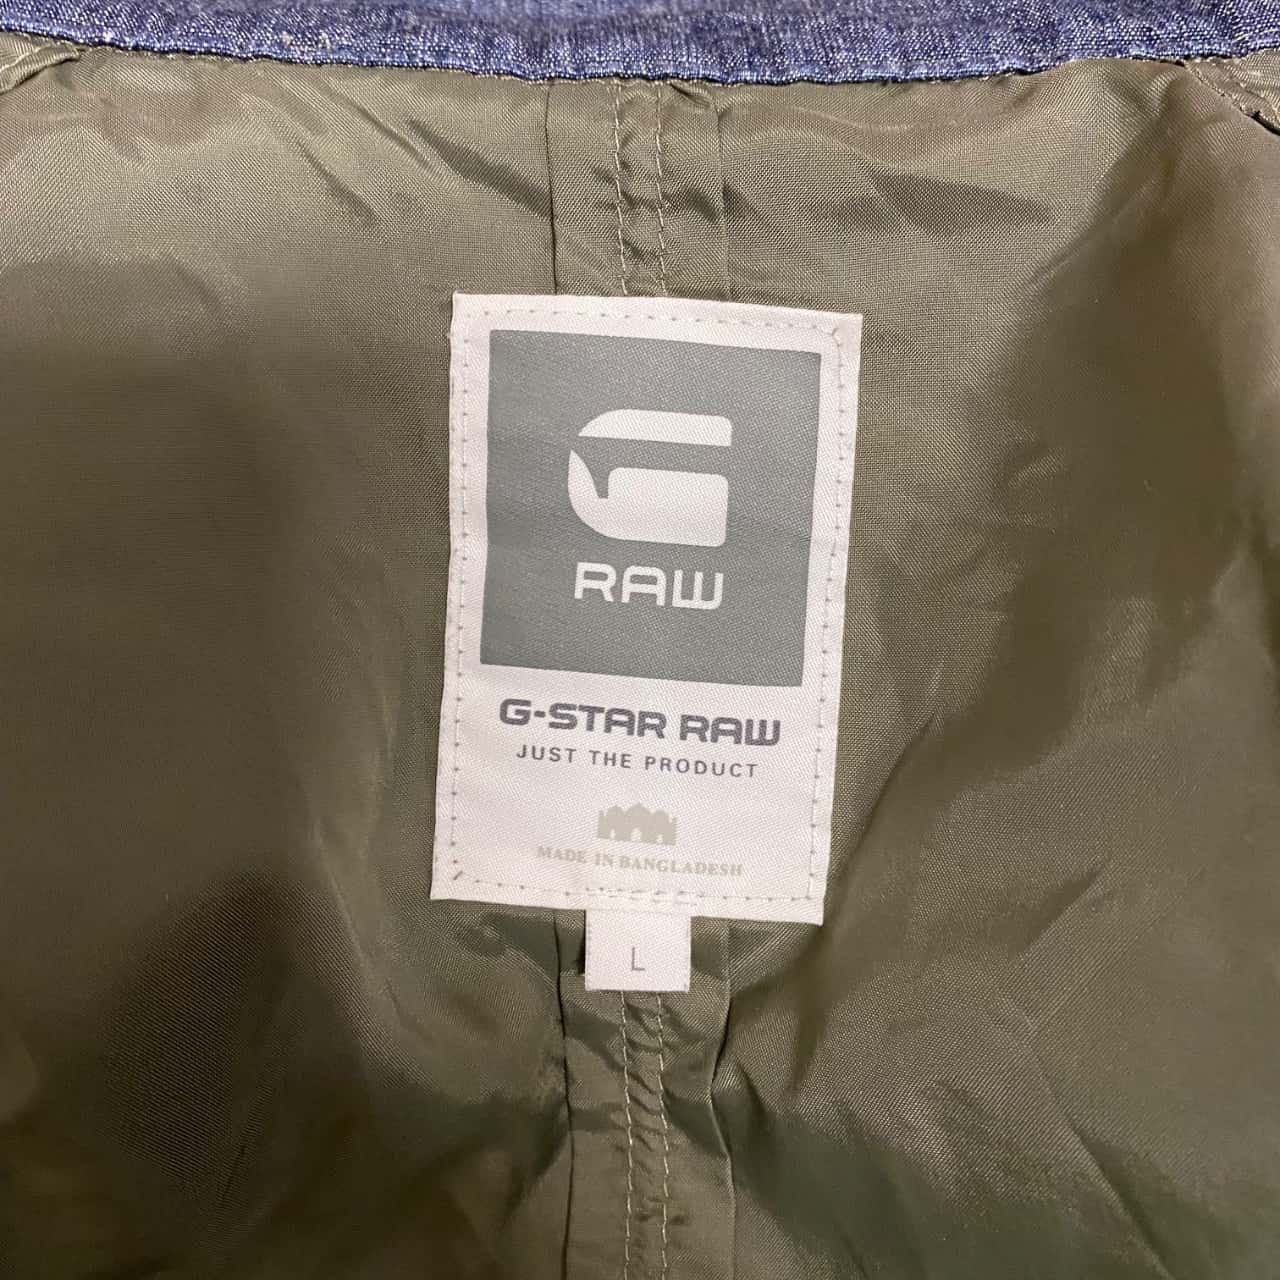 G
RAW
G-STAR RAW
JUST THE PRODUCT
MADE IN BANGLADESH
L